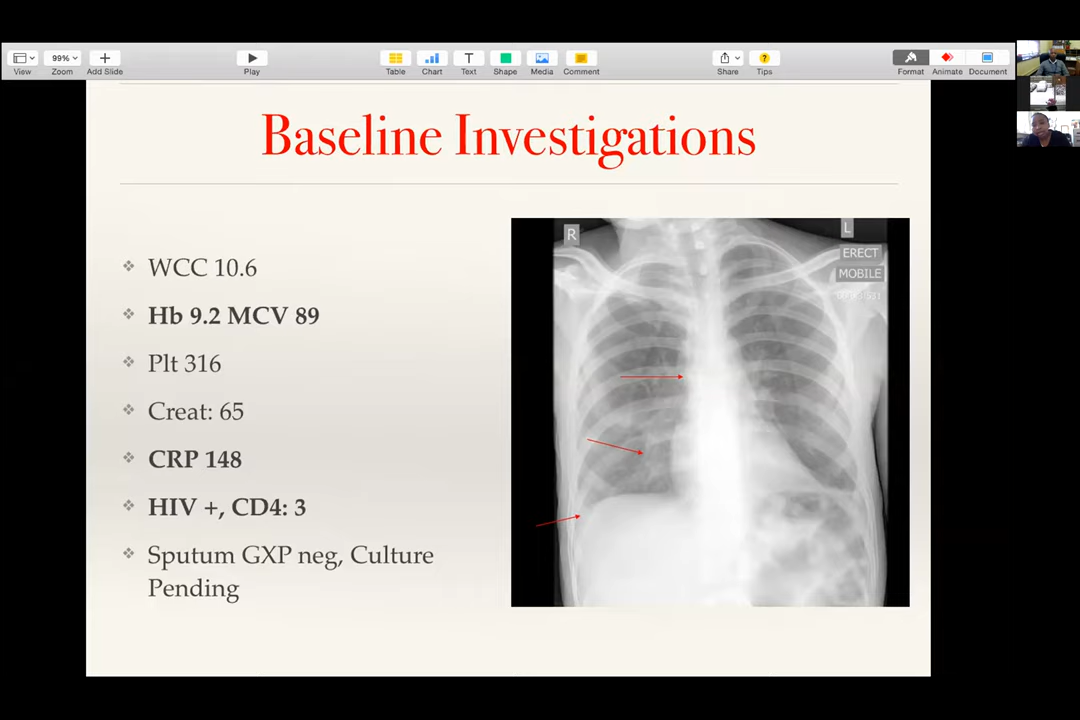 99%
View
Zoom
Add Slide
Play
Table
Chart
Text
Shape
Media
Comment
Share
Tips
Format
Animate
Document
Baseline Investigations
WCC 10.6
Hb 9.2 MCV 89
Plt 316
Creat: 65
CRP 148
HIV +, CD4: 3
Sputum GXP neg, Culture
Pending
R
L
ERECT
MOBILE